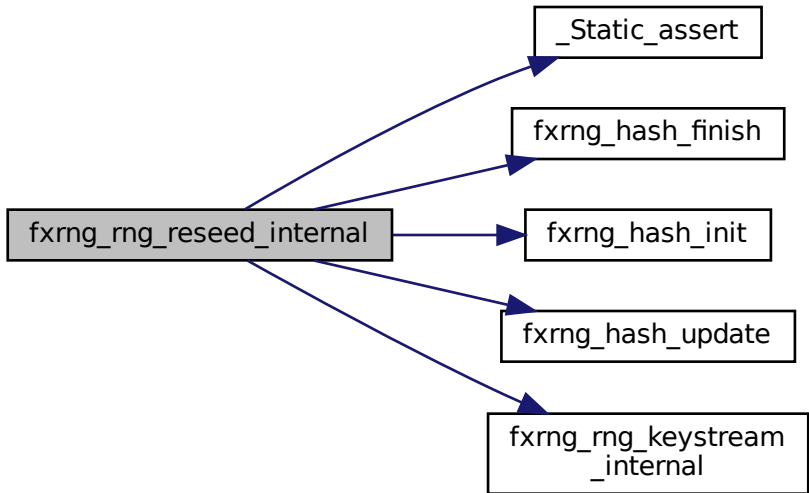 _Static_assert
fxrng_hash_finish
fxrng_rng_reseed_internal
fxrng_hash_init
fxrng_hash_update
fxrng_rng_keystream
_internal